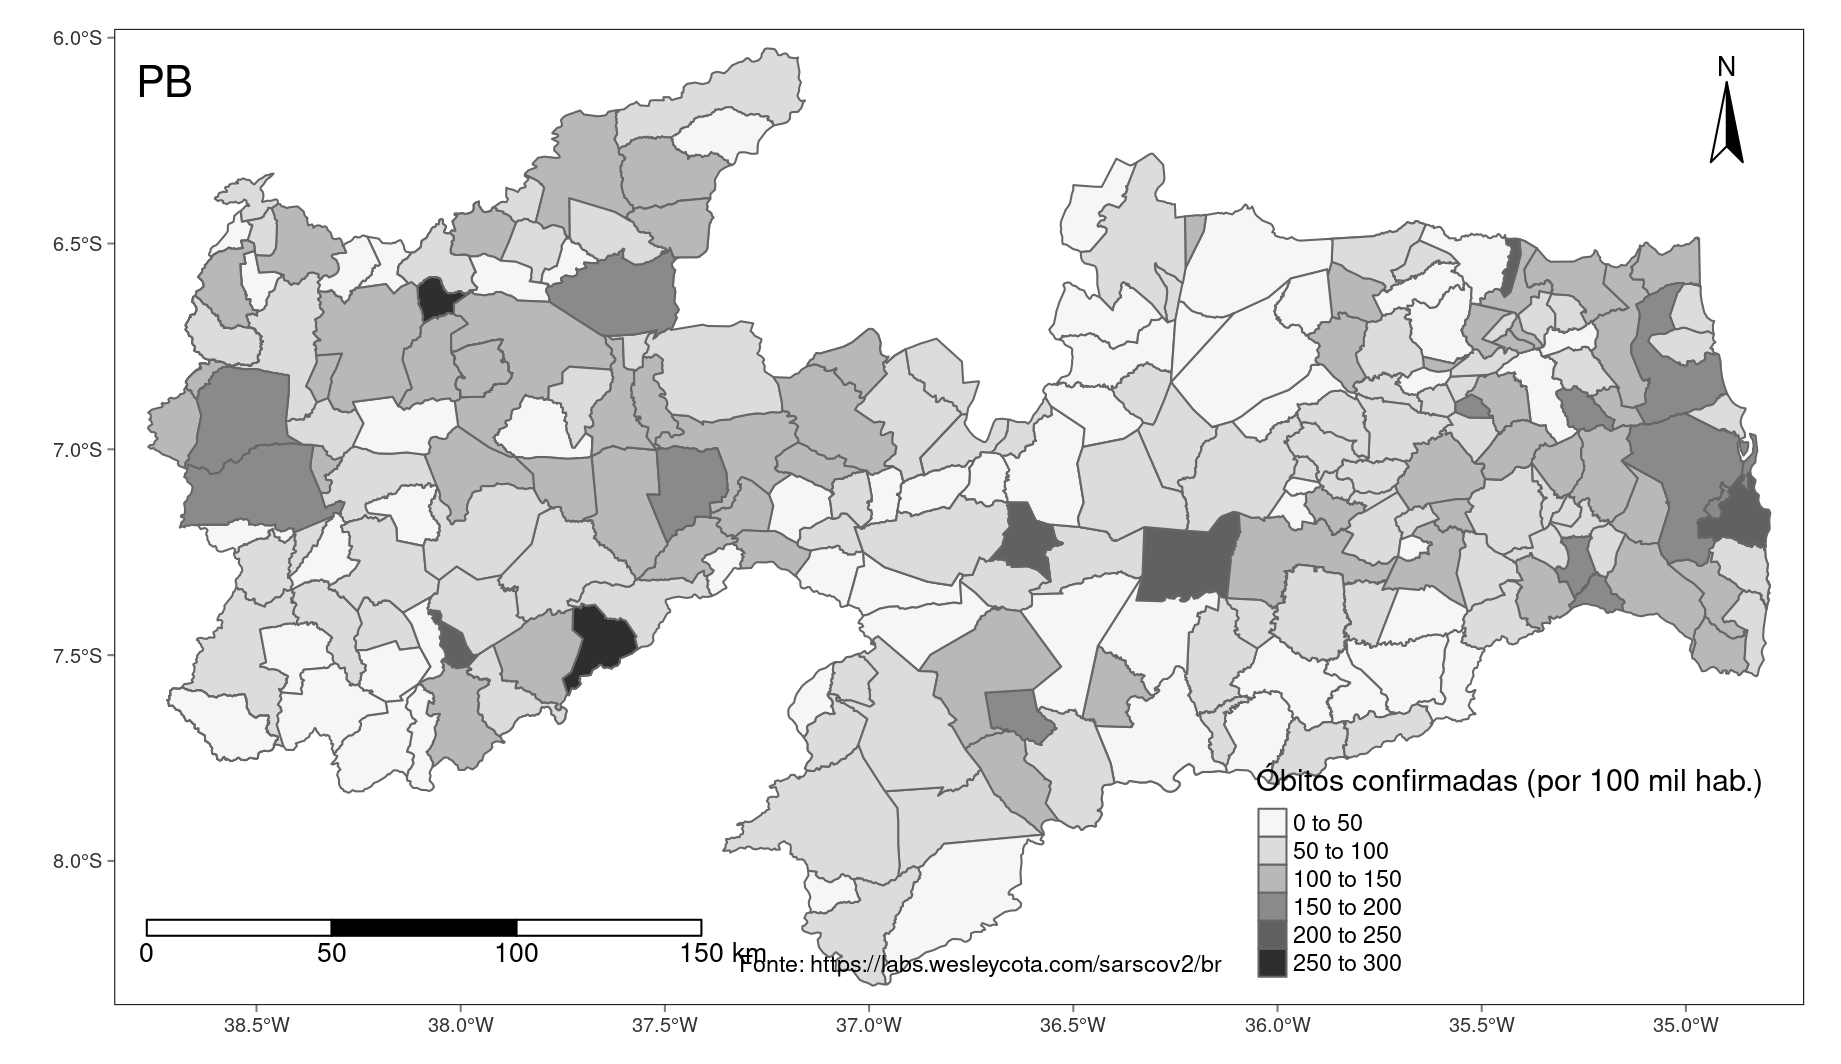 6.0°S
PB
N
6.5°S
7.0°S
7.5°S
8.0°S
Óbitos confirmadas (por 100 mil hab.)
0 to 50
50 to 100
100 to 150
150 to 200
200 to 250
250 to 300
0 50 100 150 km
Fonte: https://labs.wesleycota.com/sarscov2/br
38.5°W 38.0°W 37.5°W 37.0°W 36.5°W 36.0°W 35.5°W 35.0°W